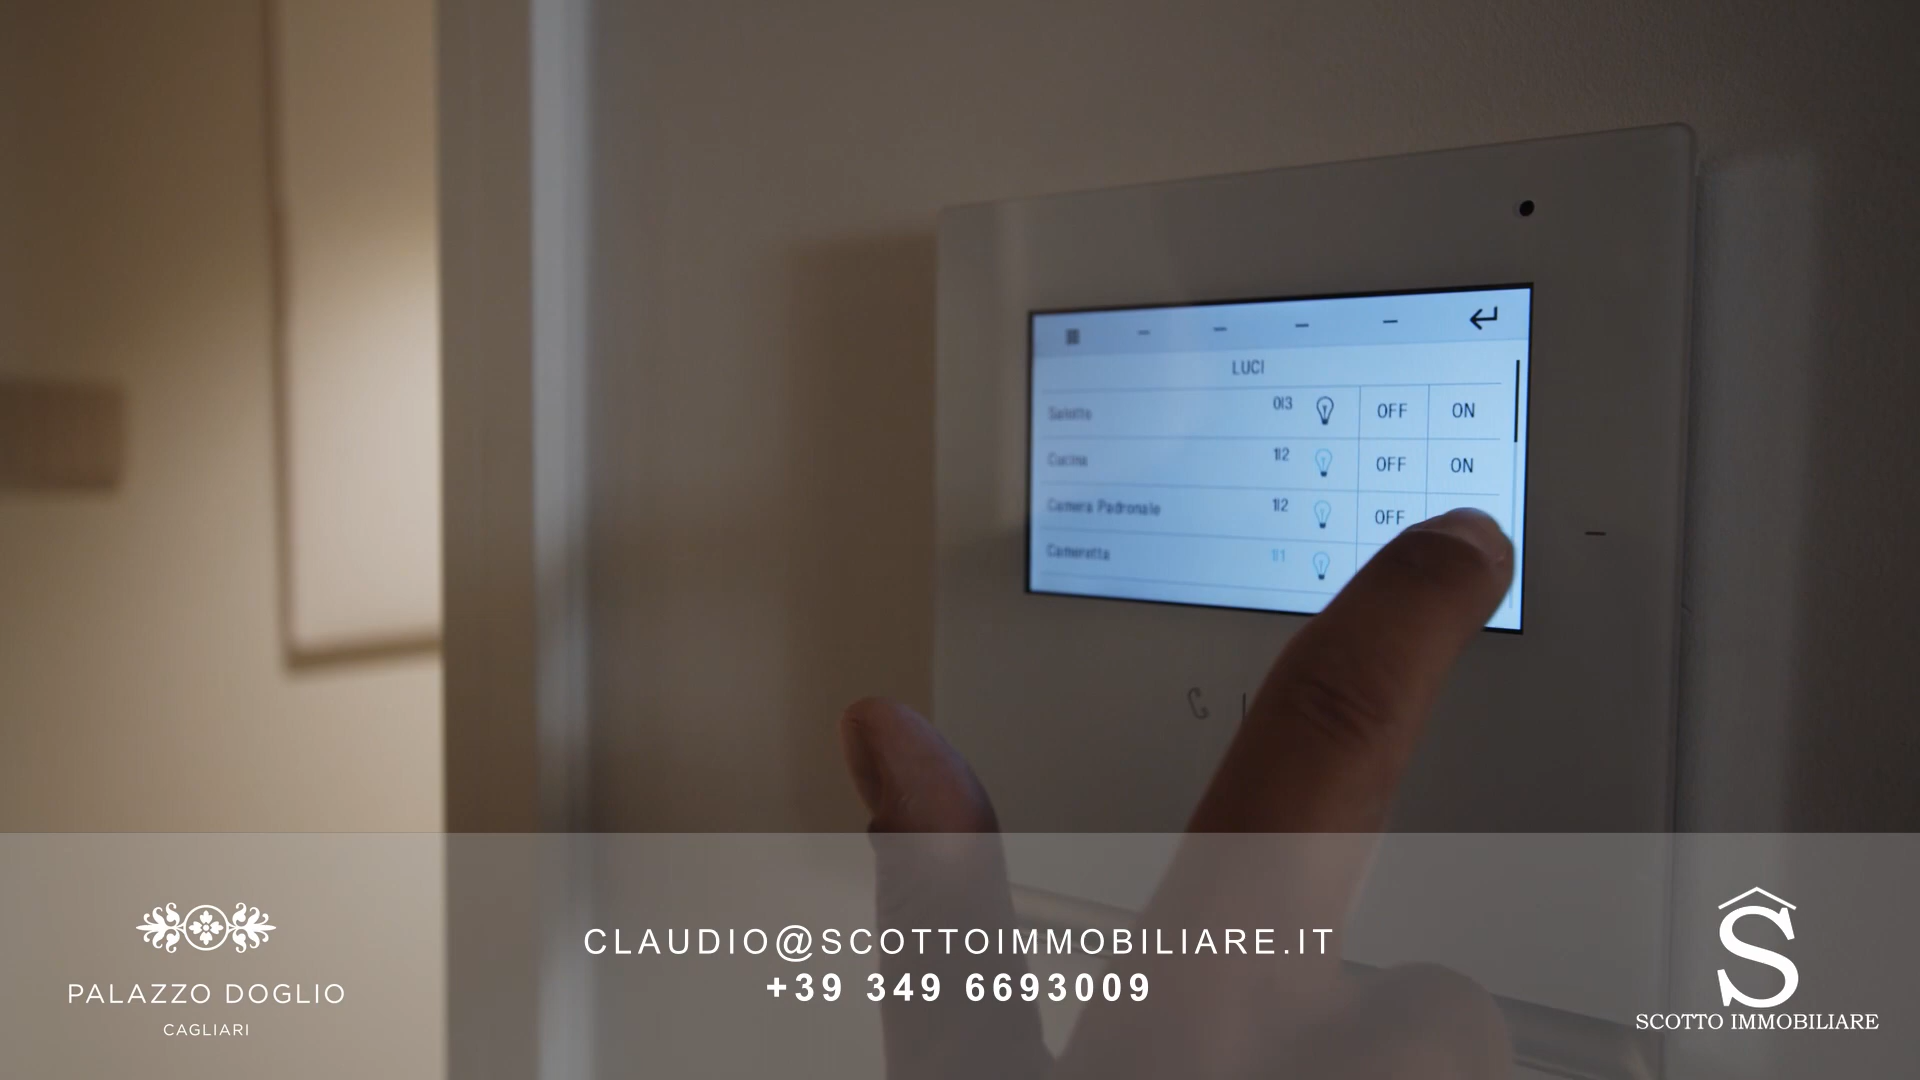 LUCI
Salotto 0|3 OFF ON
Cucina 1|2 OFF ON
Camera Padronale 1|2 OFF
Cameretta 1|1
CLAUDIO@SCOTTOIMMOBILIARE.IT
+39 349 6693009
PALAZZO DOGLIO
CAGLIARI
S
SCOTTO IMMOBILIARE